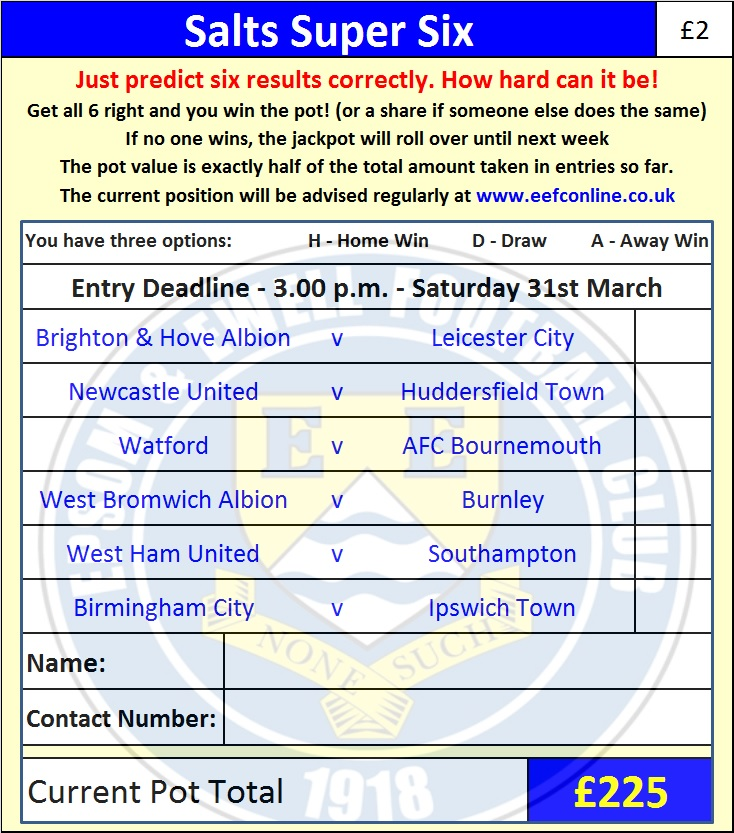 Salts Super Six £2
Just predict six results correctly. How hard can it be!
Get all 6 right and you win the pot! (or a share if someone else does the same)
If no one wins, the jackpot will roll over until next week
The pot value is exactly half of the total amount taken in entries so far.
The current position will be advised regularly at www.eefconline.co.uk
You have three options: H - Home Win D - Draw A - Away Win
Entry Deadline - 3.00 p.m. - Saturday 31st March
Brighton & Hove Albion v Leicester City
Newcastle United v Huddersfield Town
Watford v AFC Bournemouth
West Bromwich Albion v Burnley
West Ham United v Southampton
Birmingham City v Ipswich Town
Name:
Contact Number:
Current Pot Total £225
EPSOM & EWELL FOOTBALL CLUB
E E
NONE SUCH
1918